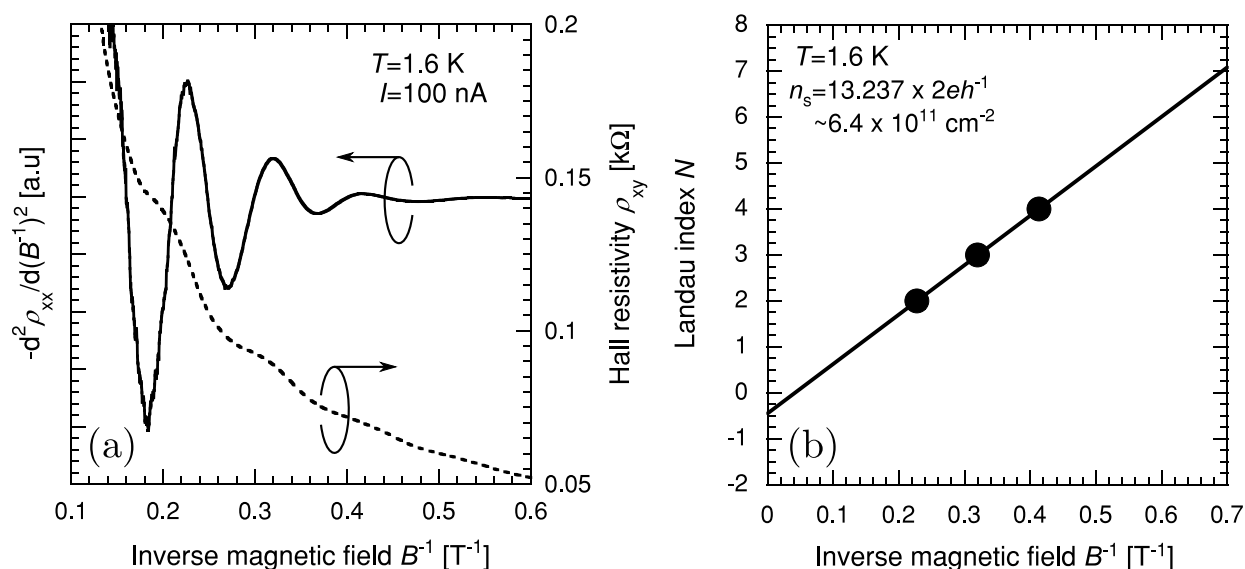 0.2
0.15
0.1
0.05
T=1.6 K
I=100 nA
-d²ρxx/d(B⁻¹)² [a.u]
Hall resistivity ρxy [kΩ]
(a)
0.1 0.2 0.3 0.4 0.5 0.6
Inverse magnetic field B⁻¹ [T⁻¹]
8
7
6
5
4
3
2
1
0
-1
-2
Landau index N
T=1.6 K
ns=13.237 x 2eh⁻¹
~6.4 x 10¹¹ cm⁻²
(b)
0 0.1 0.2 0.3 0.4 0.5 0.6 0.7
Inverse magnetic field B⁻¹ [T⁻¹]